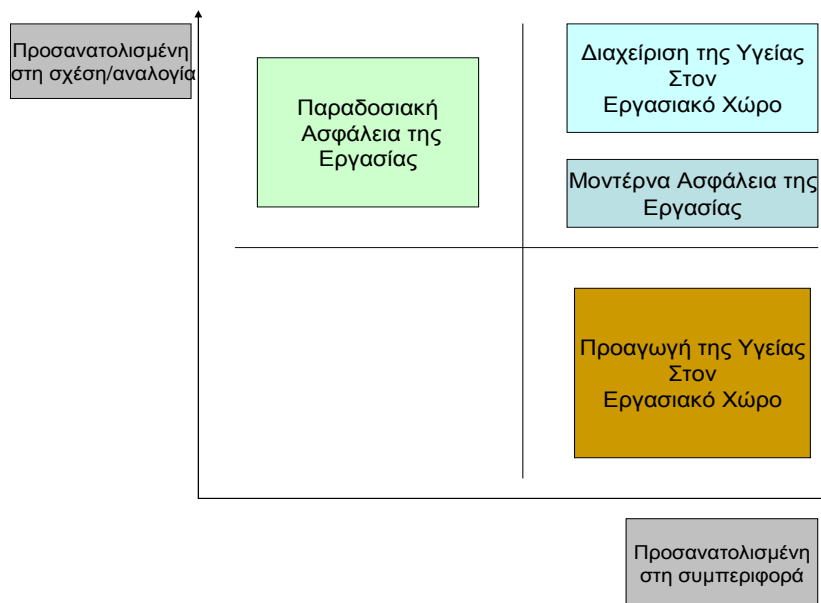 Προσανατολισμένη
στη σχέση/αναλογία
Παραδοσιακή
Ασφάλεια της
Εργασίας
Διαχείριση της Υγείας
Στον
Εργασιακό Χώρο
Μοντέρνα Ασφάλεια της
Εργασίας
Προαγωγή της Υγείας
Στον
Εργασιακό Χώρο
Προσανατολισμένη
στη συμπεριφορά